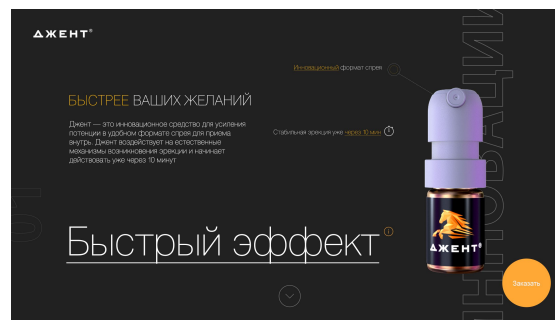 ДЖЕНТ®
Инновационный формат спрея
БЫСТРЕЕ ВАШИХ ЖЕЛАНИЙ
Джент — это инновационное средство для усиления
потенции в удобном формате спрея для приема
внутрь. Джент воздействует на естественные
механизмы возникновения эрекции и начинает
действовать уже через 10 минут
Стабильная эрекция уже через 10 мин
Быстрый эффект
ДЖЕНТ®
Заказать